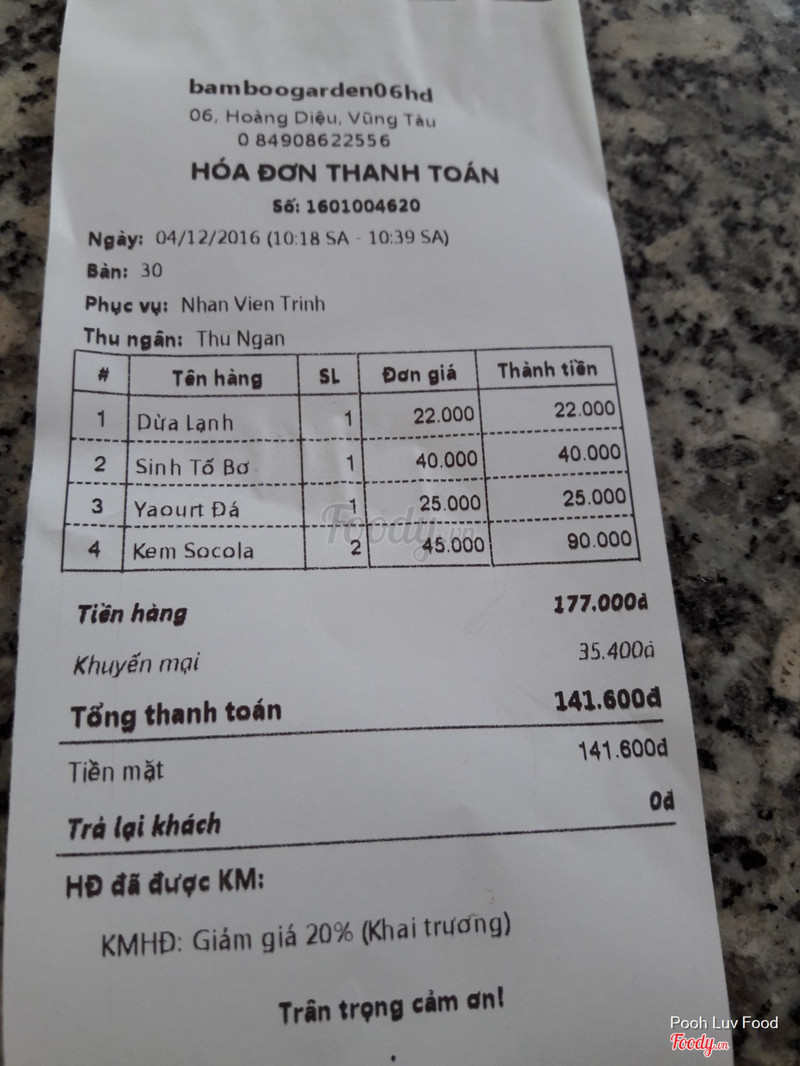 bamboogarden06hd
06, Hoàng Diệu, Vũng Tàu
0 84908622556
HÓA ĐƠN THANH TOÁN
Số: 1601004620
Ngày: 04/12/2016 (10:18 SA - 10:39 SA)
Bàn: 30
Phục vụ: Nhan Vien Trinh
Thu ngân: Thu Ngan
# Tên hàng SL Đơn giá Thành tiền
1 Dừa Lạnh 1 22.000 22.000
2 Sinh Tố Bơ 1 40.000 40.000
3 Yaourt Đá 1 25.000 25.000
4 Kem Socola 2 45.000 90.000
Foody.vn
Tiền hàng 177.000đ
Khuyến mại 35.400đ
Tổng thanh toán 141.600đ
Tiền mặt 141.600đ
Trả lại khách 0đ
HĐ đã được KM:
KMHĐ: Giảm giá 20% (Khai trương)
Trân trọng cảm ơn!
Pooh Luv Food
Foody.vn